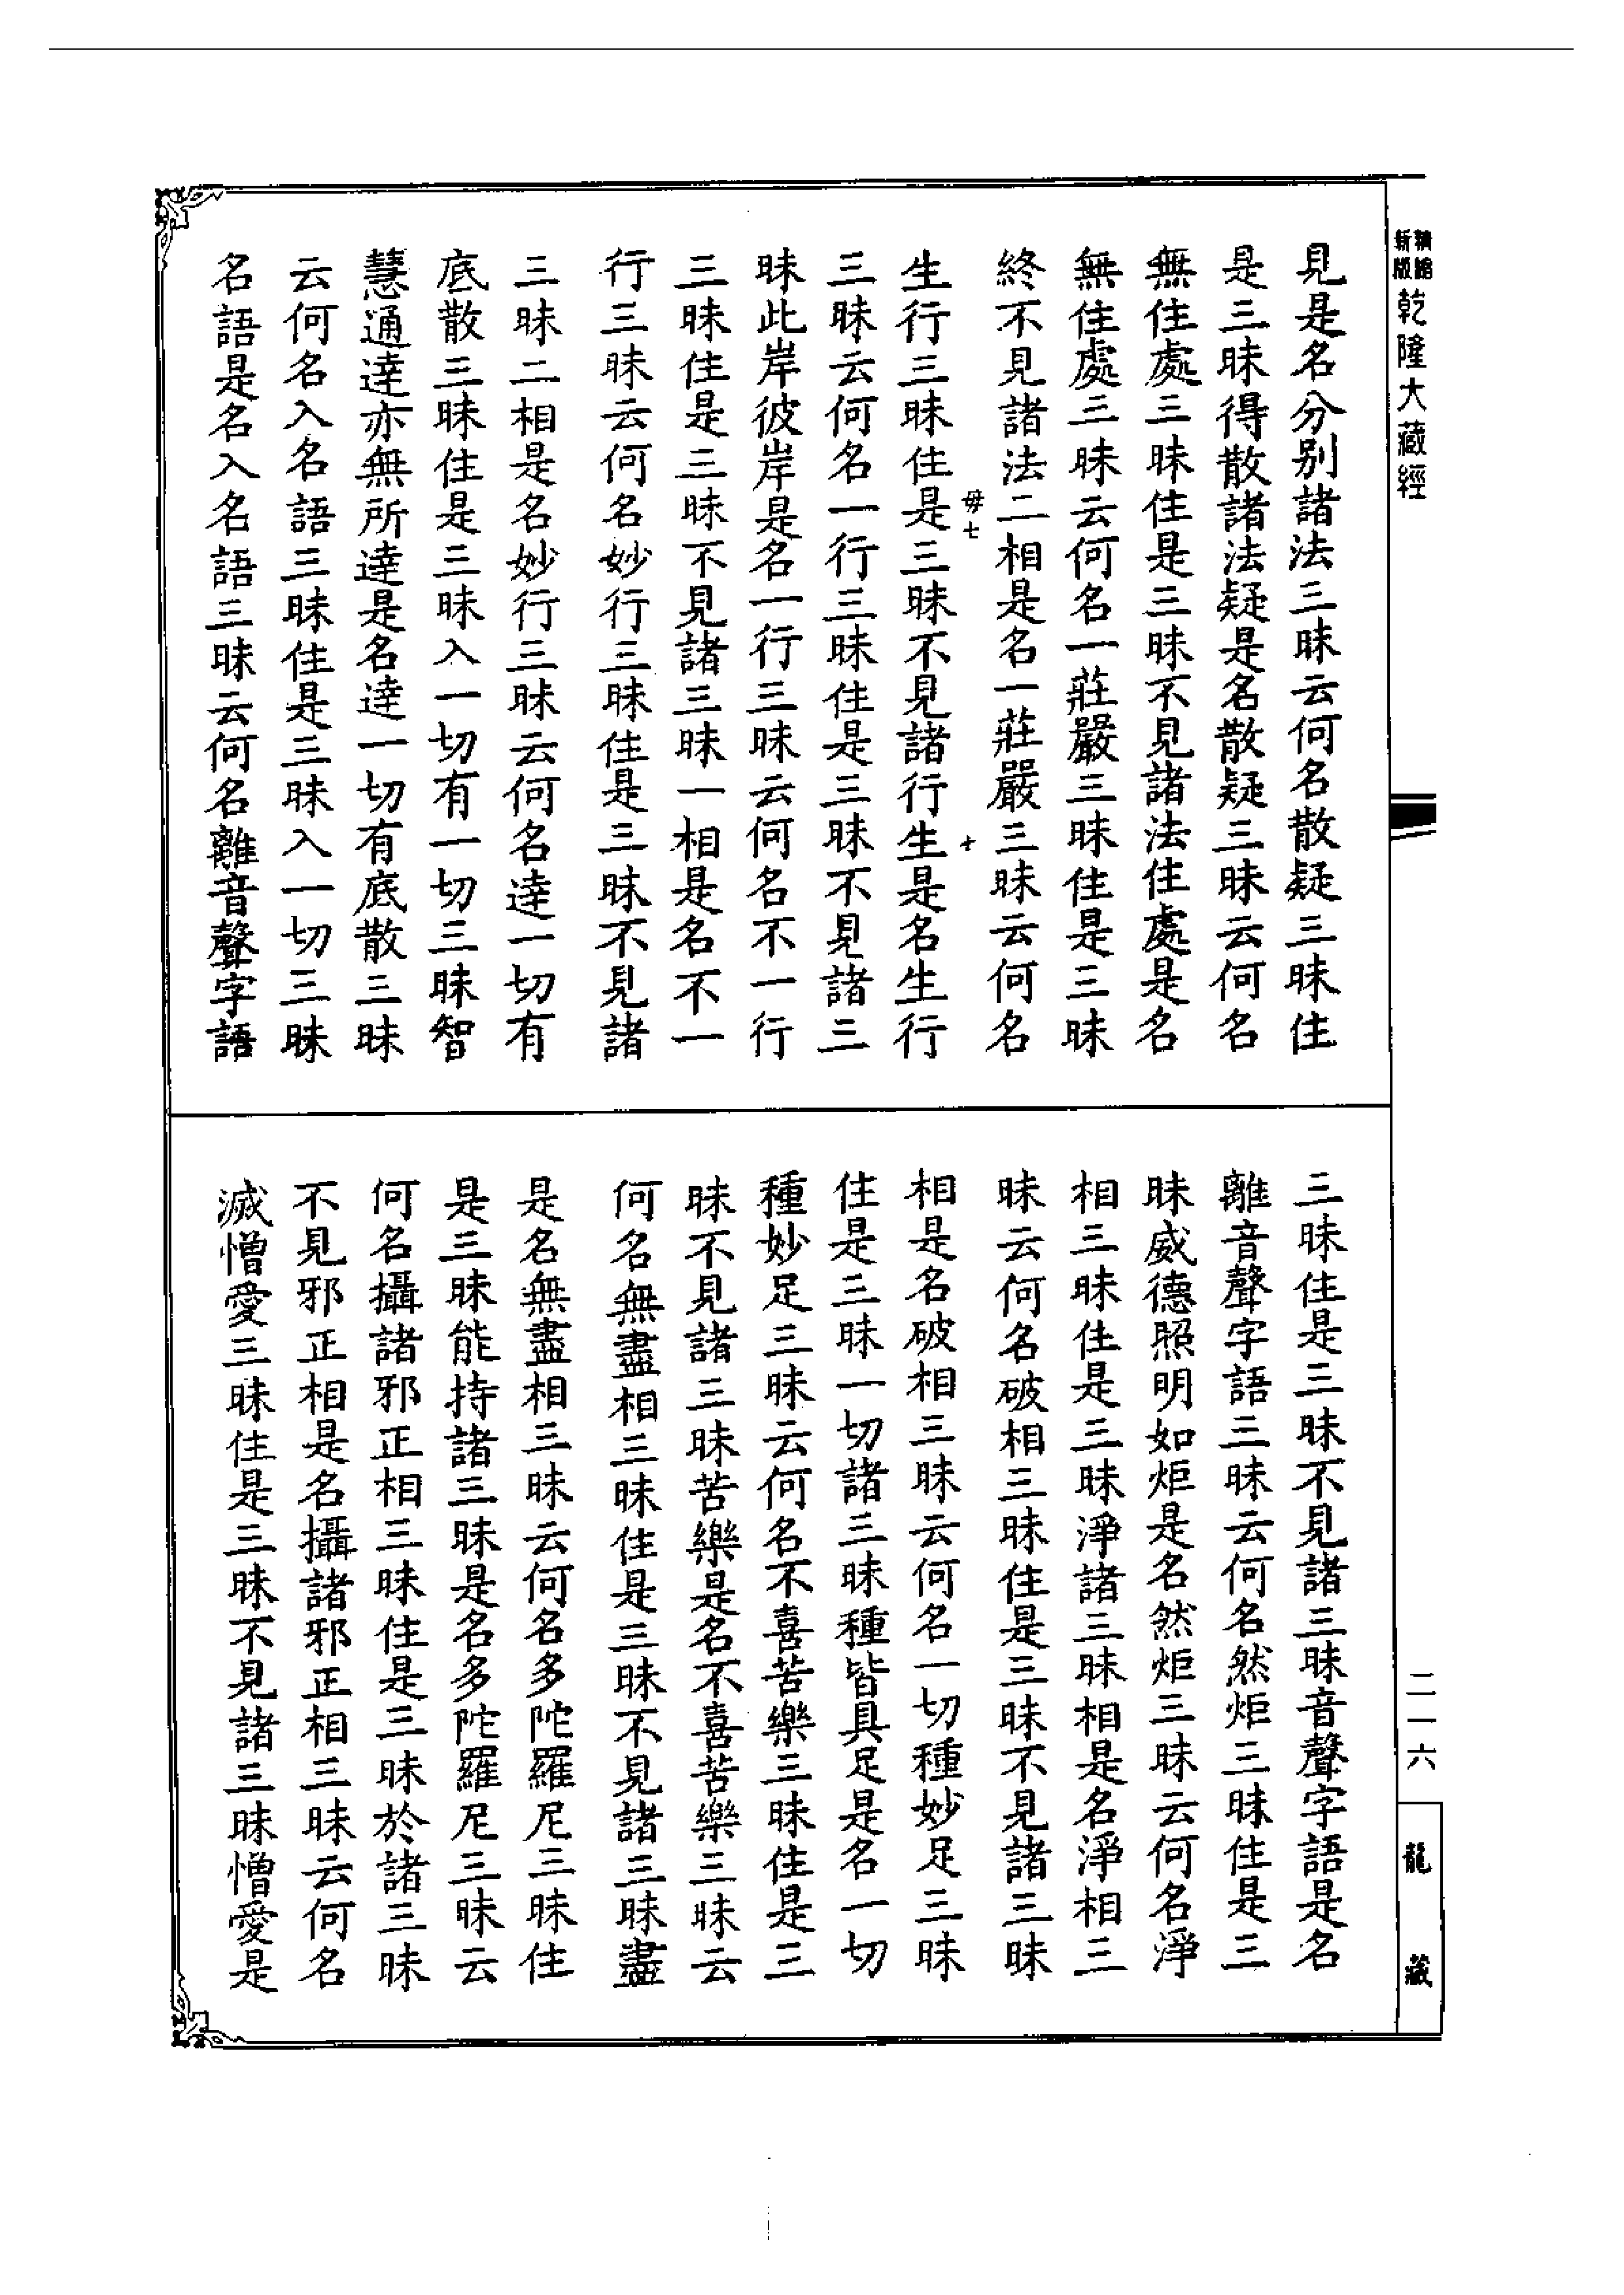 精繪
新版
乾隆大藏經
見是名分別諸法三昧云何名散疑三昧住
是三昧得散諸法疑是名散疑三昧云何名
無住處三昧住是三昧不見諸法住處是名
無住處三昧云何名一莊嚴三昧住是三昧
終不見諸法二相是名一莊嚴三昧云何名
毋七
十
生行三昧住是三昧不見諸行生是名生行
三昧云何名一行三昧住是三昧不見諸三
昧此岸彼岸是名一行三昧云何名不一行
三昧住是三昧不見諸三昧一相是名不一
行三昧云何名妙行三昧住是三昧不見諸
三昧二相是名妙行三昧云何名達一切有
底散三昧住是三昧入一切有一切三昧智
慧通達亦無所達是名達一切有底散三昧
云何名入名語三昧住是三昧入一切三昧
名語是名入名語三昧云何名離音聲字語
三昧住是三昧不見諸三昧音聲字語是名
離音聲字語三昧云何名然炬三昧住是三
昧威德照明如炬是名然炬三昧云何名淨
相三昧住是三昧淨諸三昧相是名淨相三
昧云何名破相三昧住是三昧不見諸三昧
相是名破相三昧云何名一切種妙足三昧
住是三昧一切諸三昧種皆具足是名一切
種妙足三昧云何名不喜苦樂三昧住是三
昧不見諸三昧苦樂是名不喜苦樂三昧云
何名無盡相三昧住是三昧不見諸三昧盡
是名無盡相三昧云何名多陀羅尼三昧住
是三昧能持諸三昧是名多陀羅尼三昧云
何名攝諸邪正相三昧住是三昧於諸三昧
不見邪正相是名攝諸邪正相三昧云何名
滅憎愛三昧住是三昧不見諸三昧憎愛是
二一六
龍藏